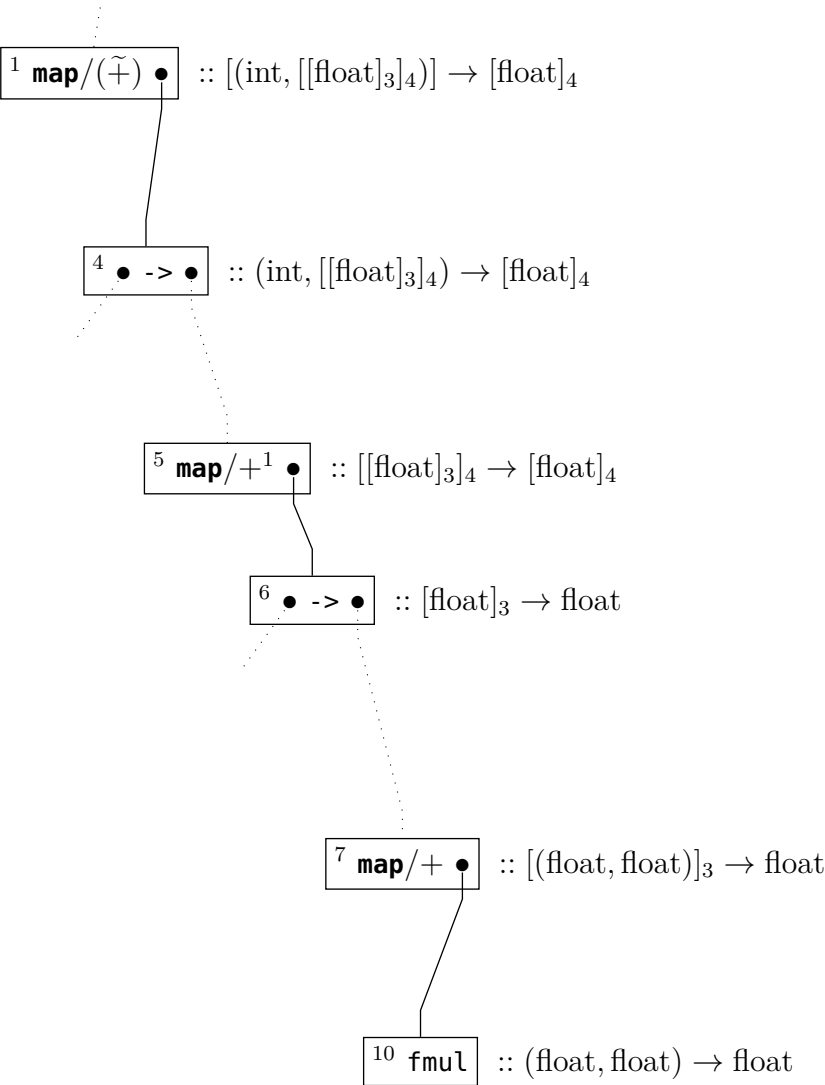 1 map/(+̃) ● :: [(int, [[float]₃]₄)] → [float]₄
4 ● -> ● :: (int, [[float]₃]₄) → [float]₄
5 map/+¹ ● :: [[float]₃]₄ → [float]₄
6 ● -> ● :: [float]₃ → float
7 map/+ ● :: [(float, float)]₃ → float
10 fmul :: (float, float) → float